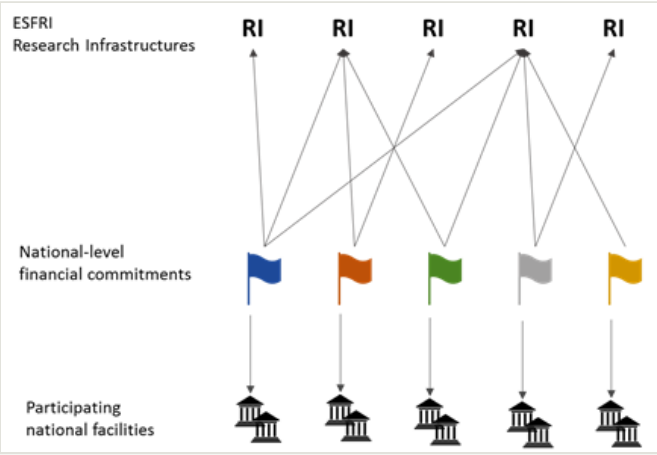 ESFRI
Research Infrastructures
RI RI RI RI RI
National-level
financial commitments
Participating
national facilities